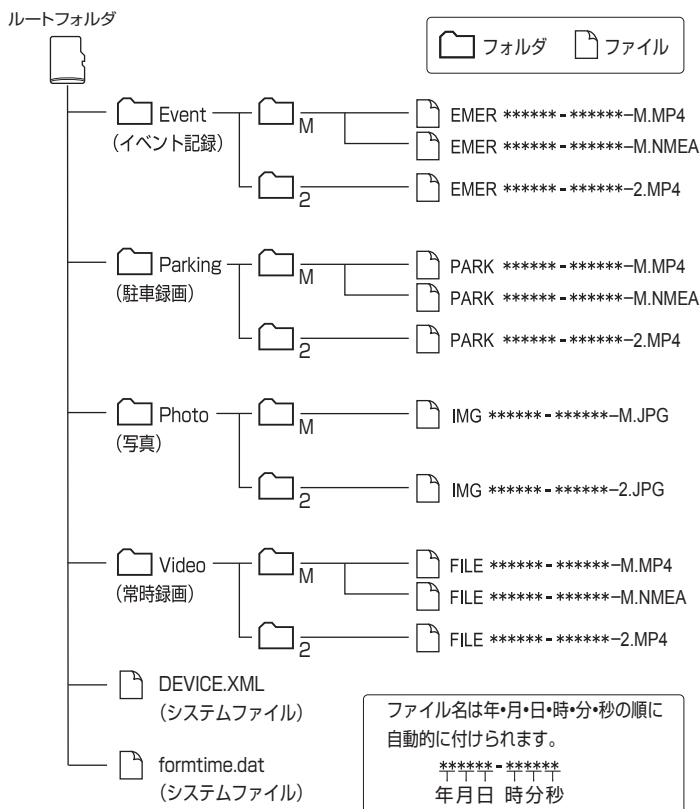 ルートフォルダ
フォルダ ファイル
Event
(イベント記録)
M
EMER ******-******–M.MP4
EMER ******-******–M.NMEA
2
EMER ******-******–2.MP4
Parking
(駐車録画)
M
PARK ******-******–M.MP4
PARK ******-******–M.NMEA
2
PARK ******-******–2.MP4
Photo
(写真)
M
IMG ******-******–M.JPG
2
IMG ******-******–2.JPG
Video
(常時録画)
M
FILE ******-******–M.MP4
FILE ******-******–M.NMEA
2
FILE ******-******–2.MP4
DEVICE.XML
(システムファイル)
formtime.dat
(システムファイル)
ファイル名は年•月•日•時•分•秒の順に
自動的に付けられます。
******-******
年月日 時分秒